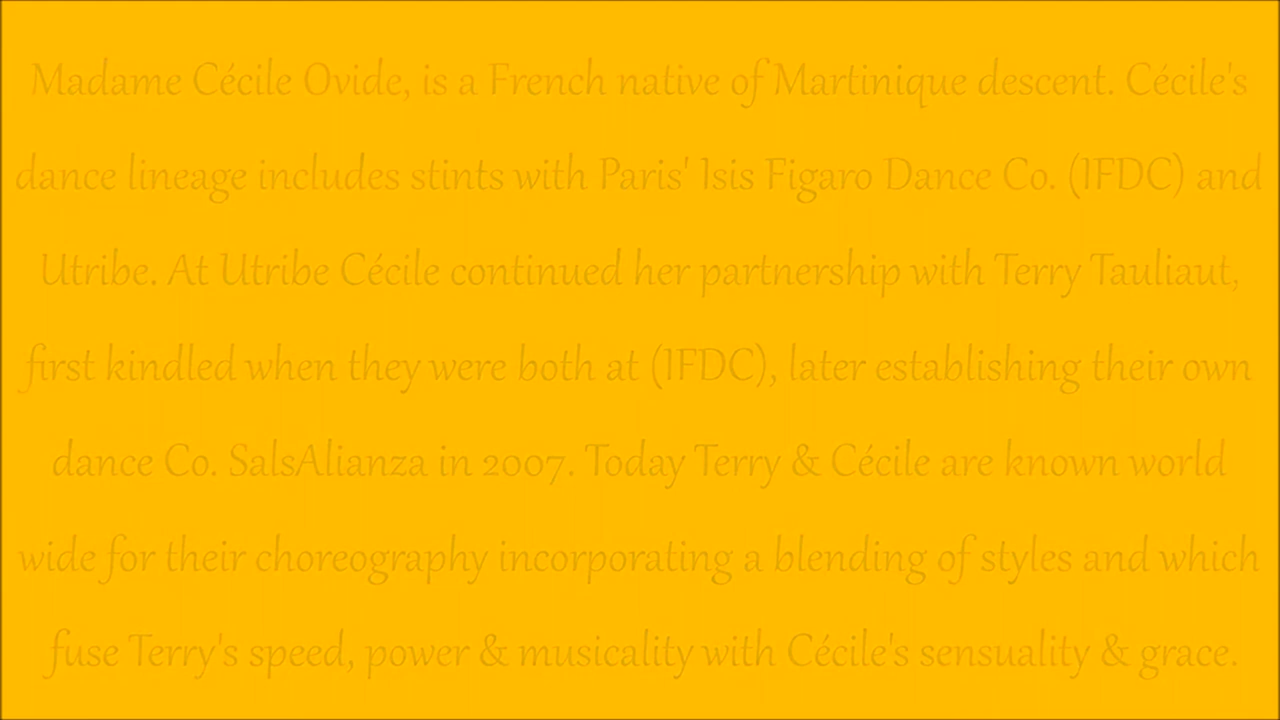 Madame Cécile Ovide, is a French native of Martinique descent. Cécile's
dance lineage includes stints with Paris' Isis Figaro Dance Co. (IFDC) and
Utribe. At Utribe Cécile continued her partnership with Terry Tauliaut,
first kindled when they were both at (IFDC), later establishing their own
dance Co. SalsAlianza in 2007. Today Terry & Cécile are known world
wide for their choreography incorporating a blending of styles and which
fuse Terry's speed, power & musicality with Cécile's sensuality & grace.